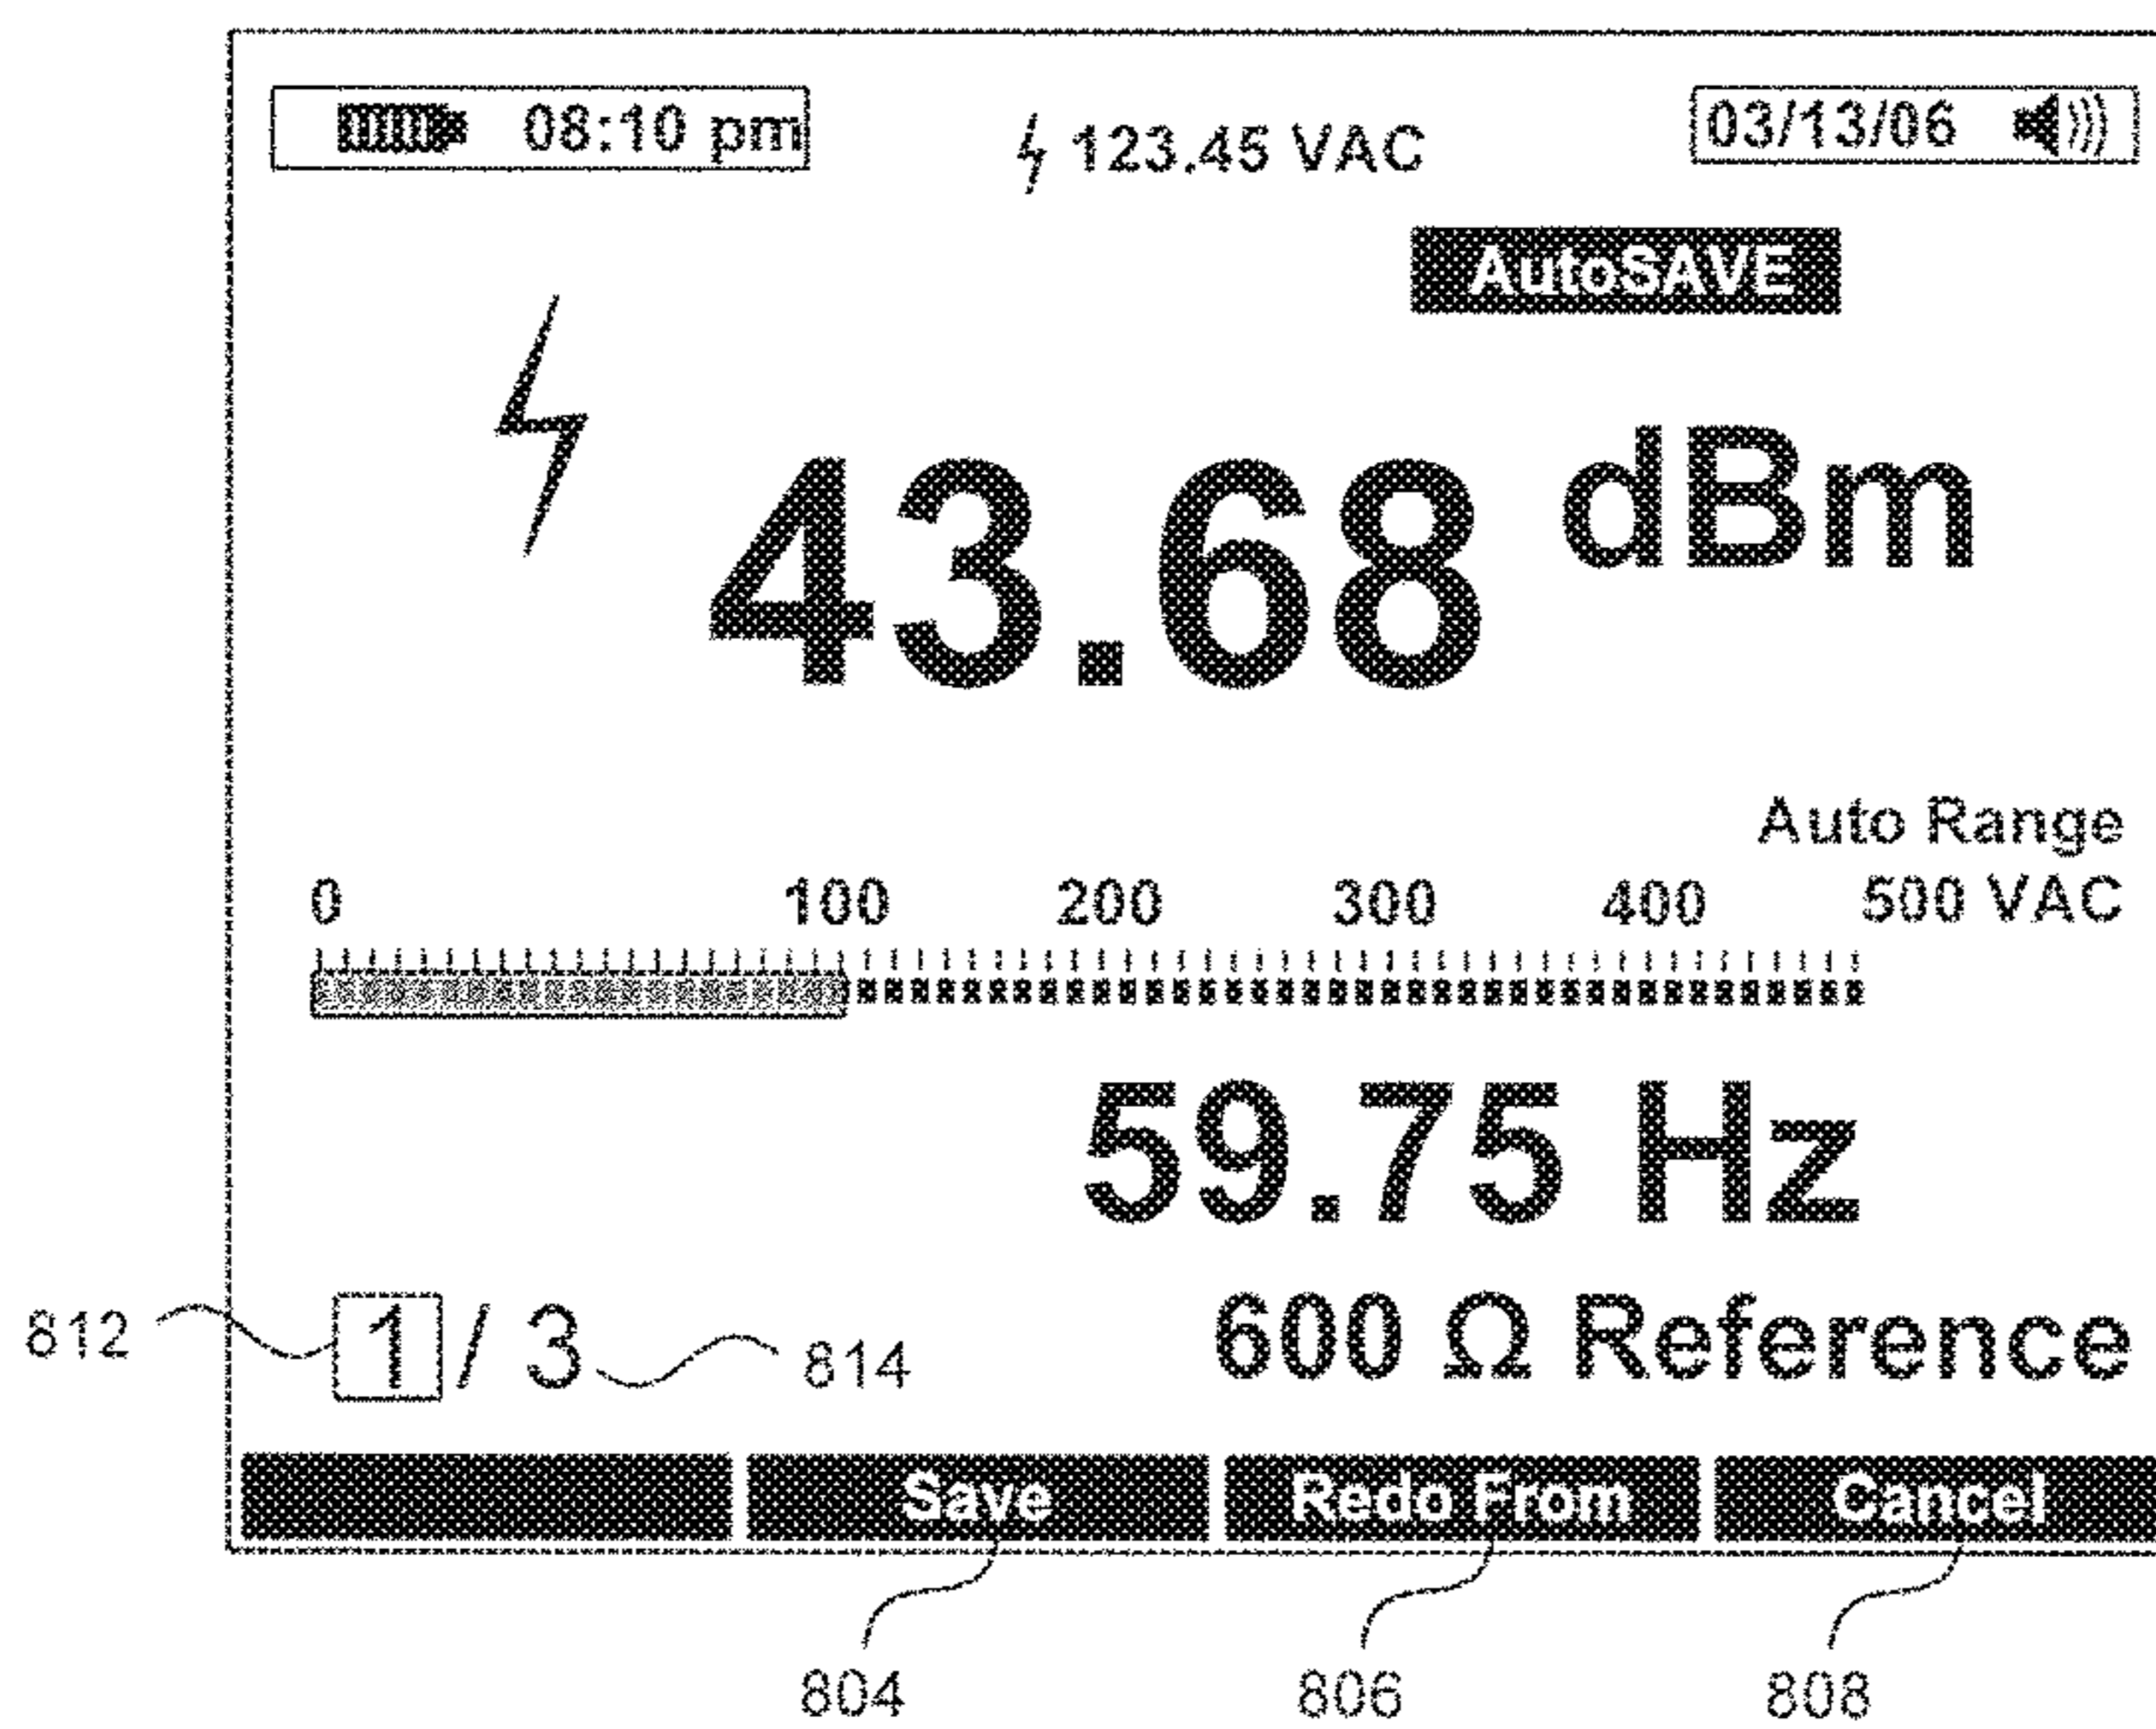 08:10 pm
123.45 VAC
03/13/06
AutoSAVE
43.68 dBm
Auto Range
0 100 200 300 400 500 VAC
59.75 Hz
812 1 / 3 814
600 Ω Reference
Save Redo From Cancel
804 806 808